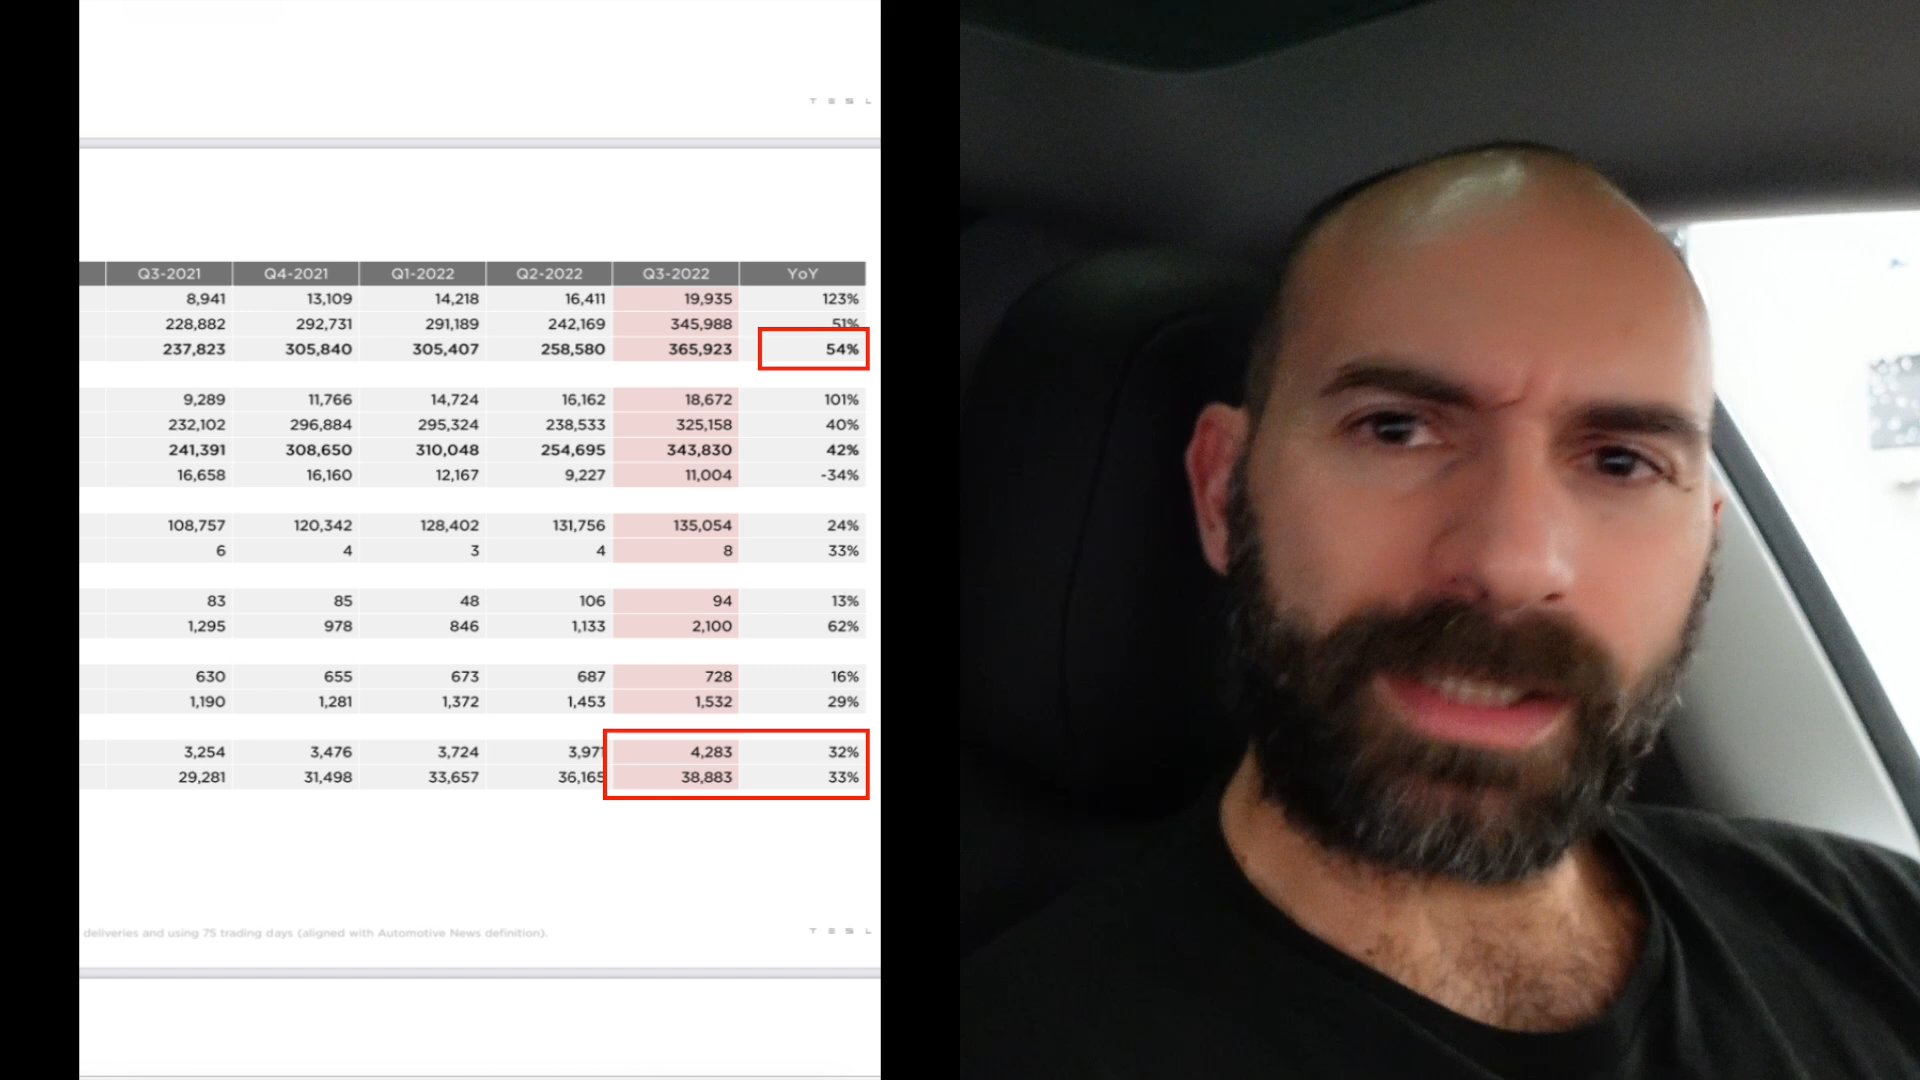 T E S L
Q3-2021 Q4-2021 Q1-2022 Q2-2022 Q3-2022 YoY
8,941 13,109 14,218 16,411 19,935 123%
228,882 292,731 291,189 242,169 345,988 51%
237,823 305,840 305,407 258,580 365,923 54%
9,289 11,766 14,724 16,162 18,672 101%
232,102 296,884 295,324 238,533 325,158 40%
241,391 308,650 310,048 254,695 343,830 42%
16,658 16,160 12,167 9,227 11,004 -34%
108,757 120,342 128,402 131,756 135,054 24%
6 4 3 4 8 33%
83 85 48 106 94 13%
1,295 978 846 1,133 2,100 62%
630 655 673 687 728 16%
1,190 1,281 1,372 1,453 1,532 29%
3,254 3,476 3,724 3,971 4,283 32%
29,281 31,498 33,657 36,165 38,883 33%
deliveries and using 75 trading days (aligned with Automotive News definition).
T E S L